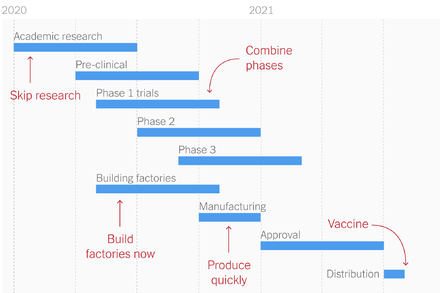 2020
2021
Academic research
Combine
phases
Pre-clinical
Skip research
Phase 1 trials
Phase 2
Phase 3
Building factories
Manufacturing
Build
factories now
Vaccine
Approval
Produce
quickly
Distribution